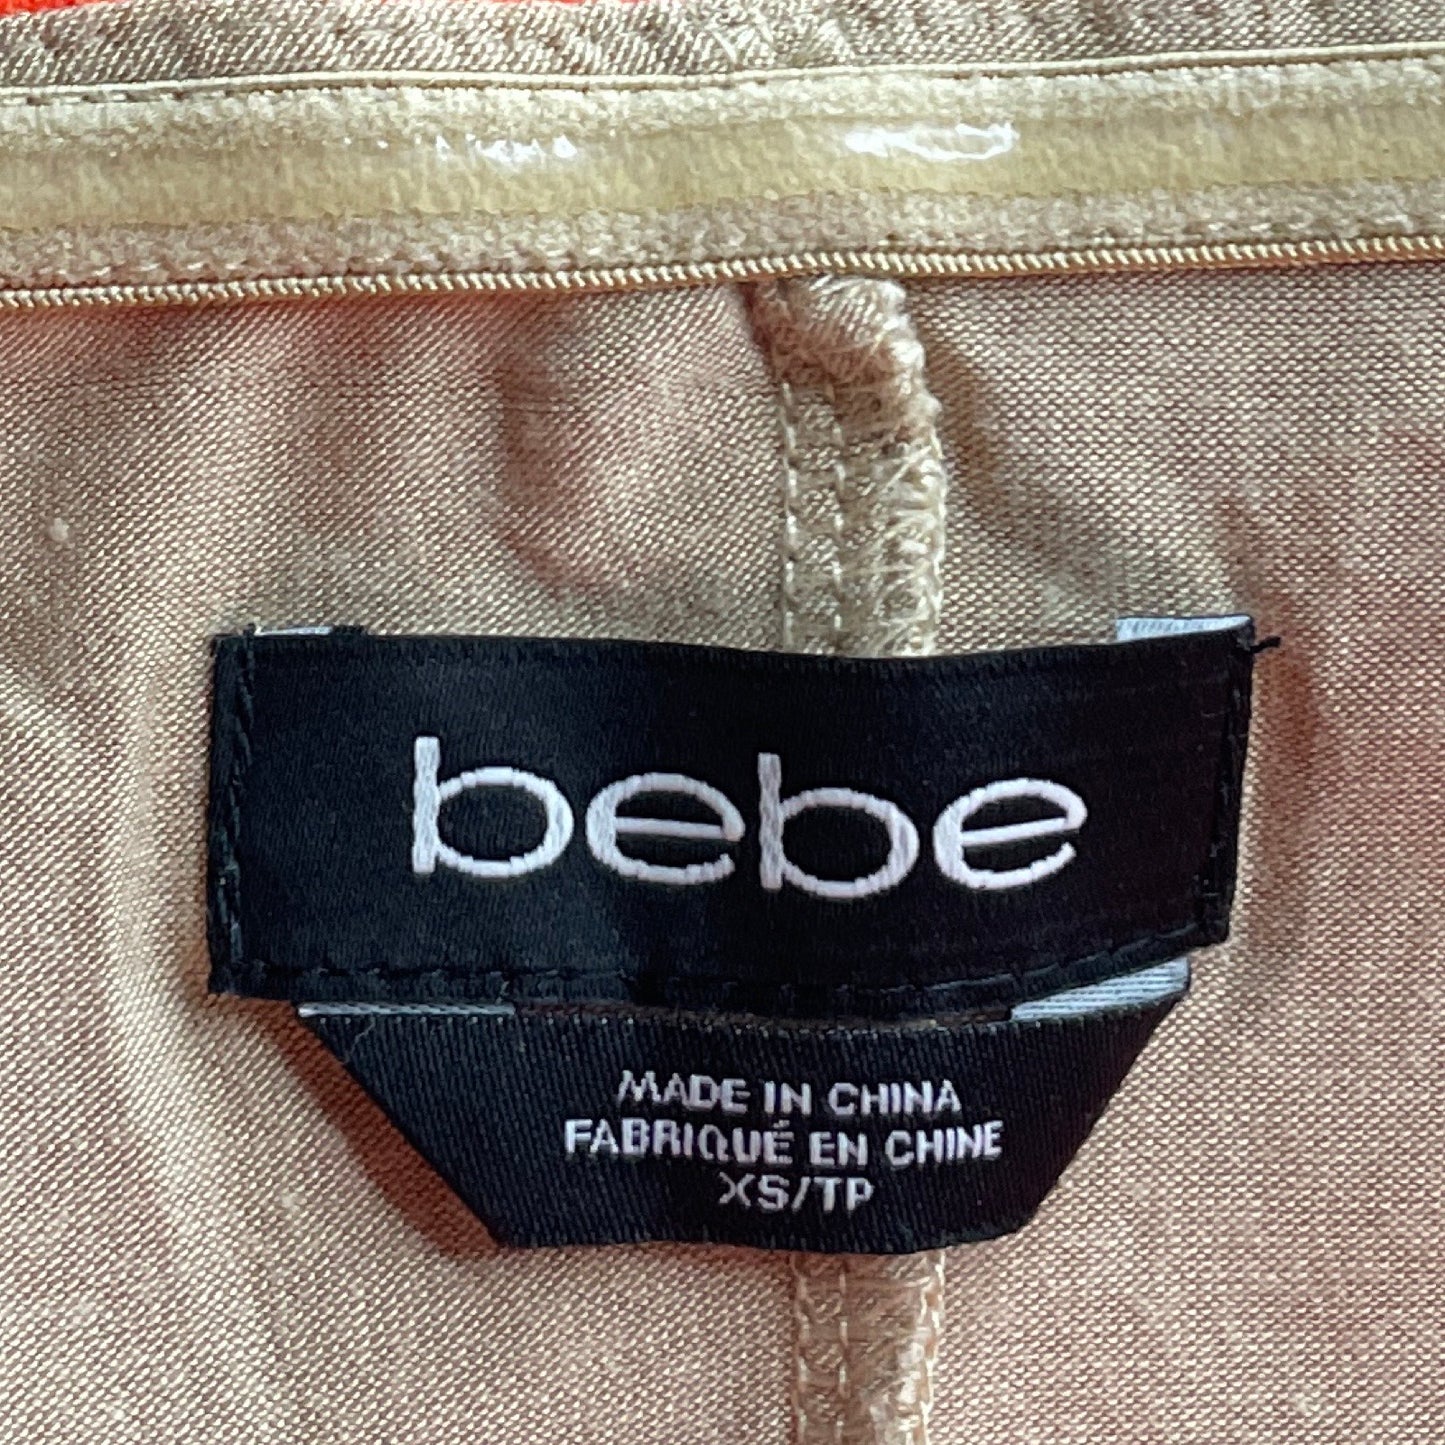 bebe
MADE IN CHINA
FABRIQUÉ EN CHINE
XS/TP